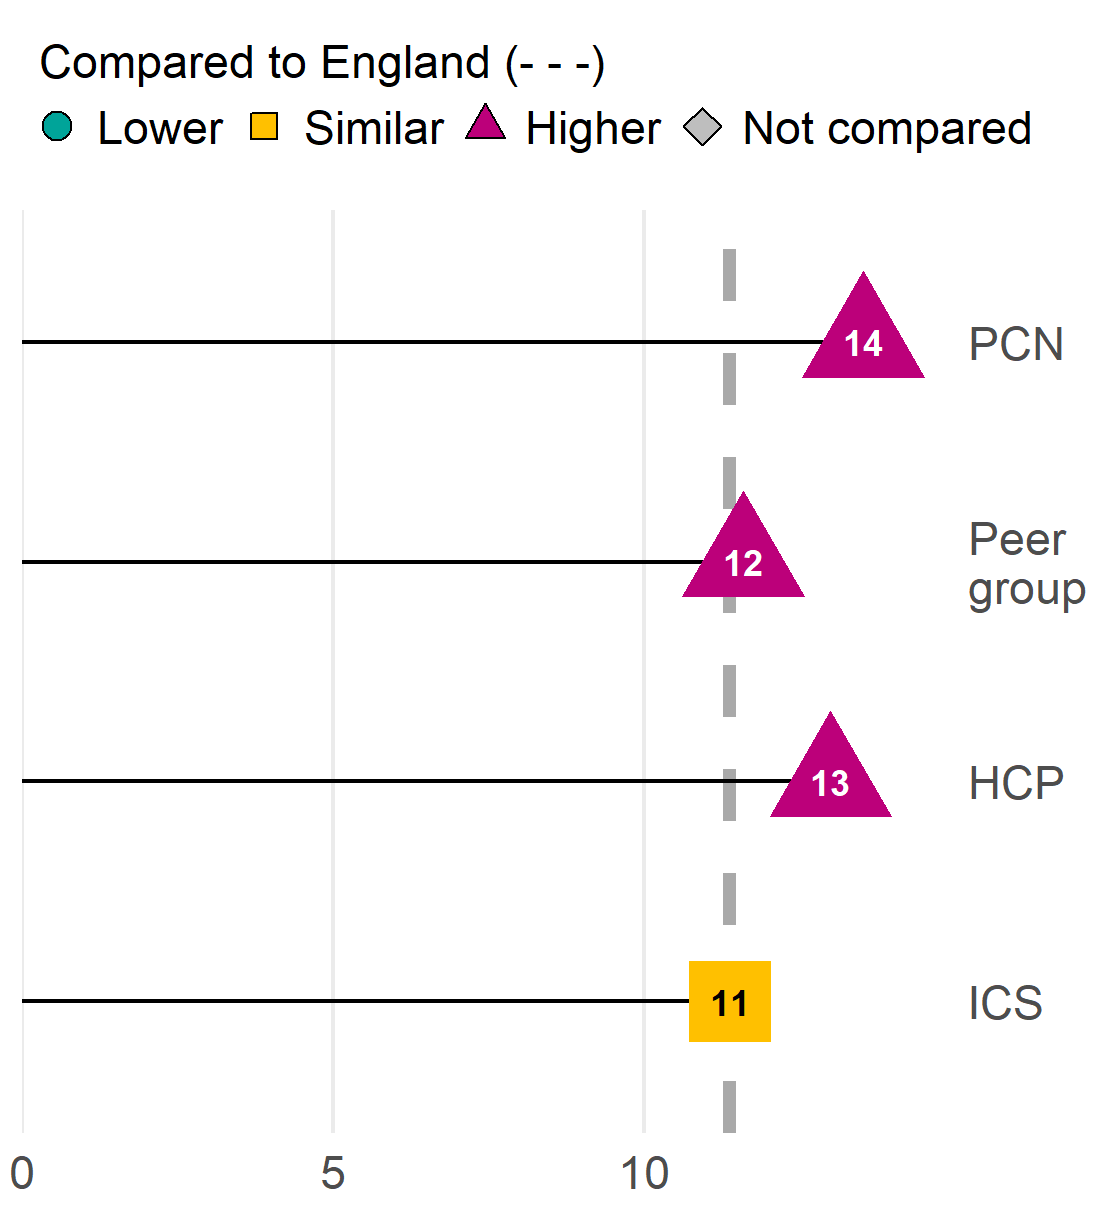 Compared to England (- - -)
Lower Similar Higher Not compared
14 PCN
12 Peer
group
13 HCP
11 ICS
0 5 10